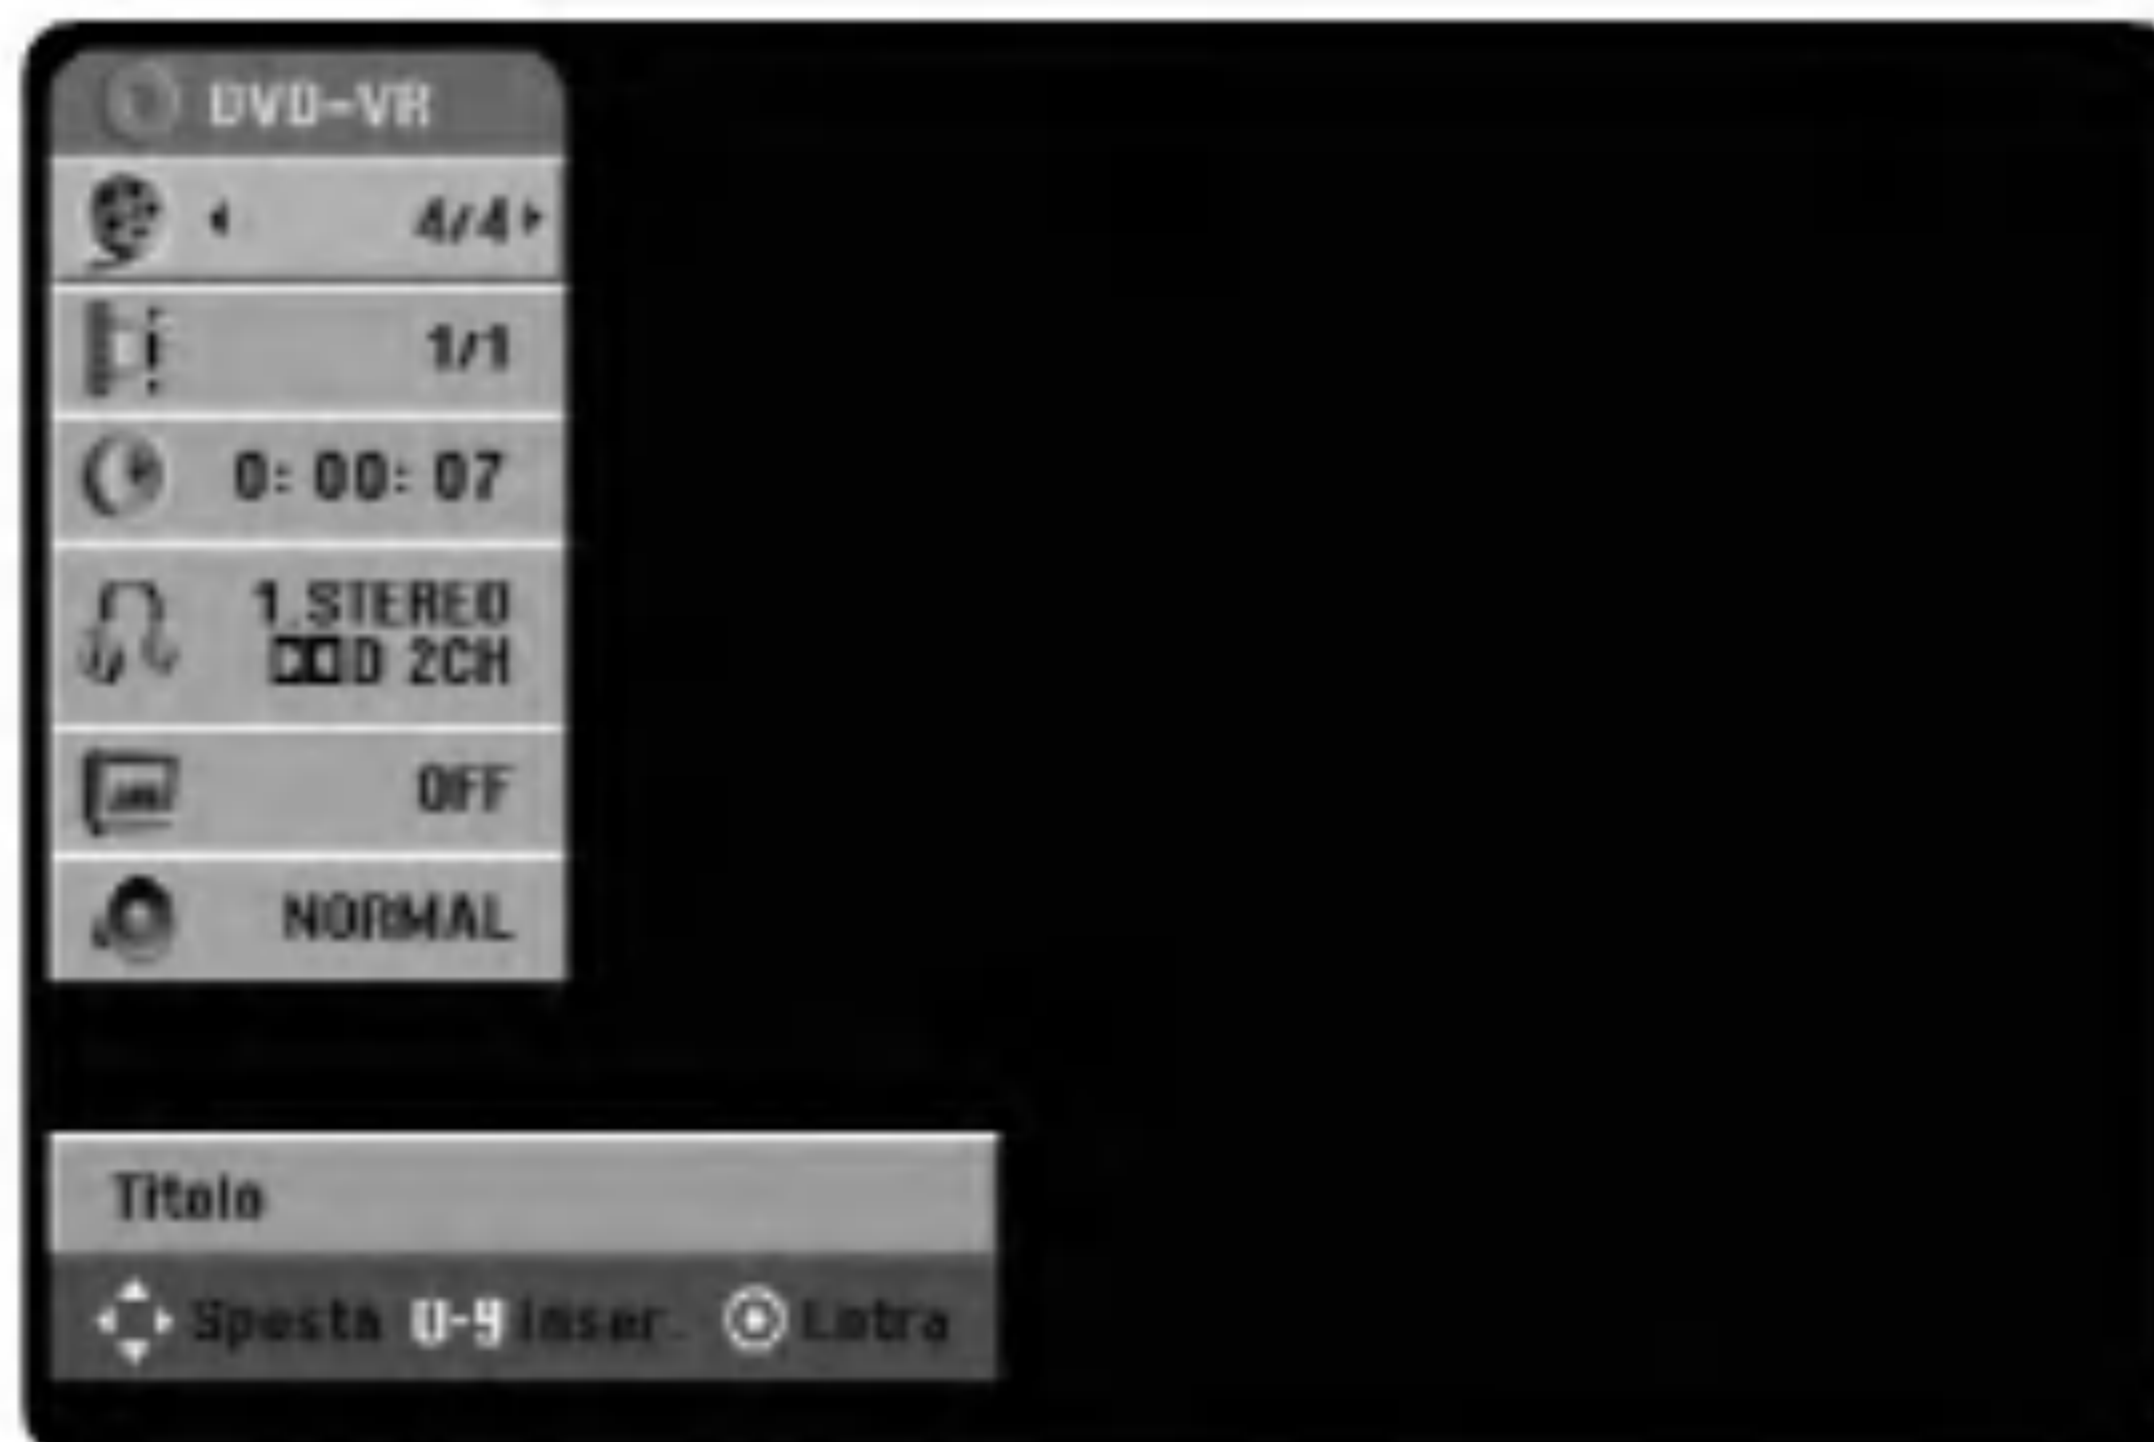 DVD-VR
4/4
1/1
0: 00: 07
1.STEREO
D 2CH
OFF
NORMAL
Titolo
Sposta 0-9 Inser.